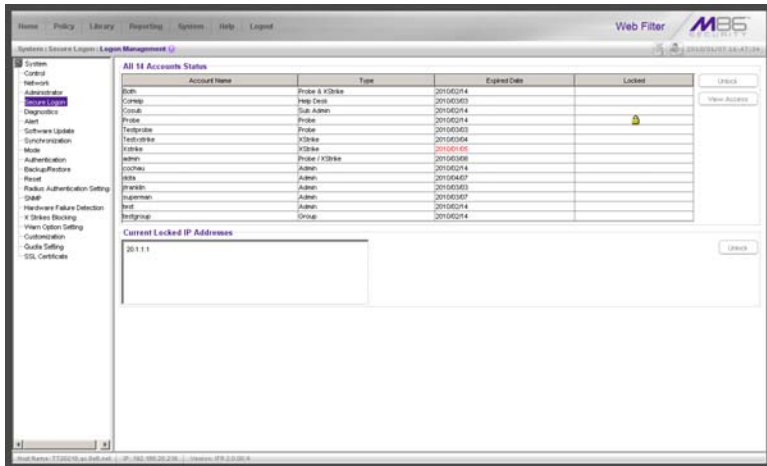 Home Policy Library Reporting System Help Logout
Web Filter
M86
SECURITY
System : Secure Logon : Logon Management
System
Control
Network
Administrator
Secure Logon
Diagnostics
Alert
Software Update
Synchronization
Mode
Authentication
Backup/Restore
Reset
Radius Authentication Setting
SNMP
Hardware Failure Detection
X Strikes Blocking
Warn Option Setting
Customization
Quota Setting
SSL Certificate
All 14 Accounts Status
Account Name Type Expired Date Locked
Both Probe & XStrike 2010/02/14
CoHelp Help Desk 2010/03/03
Cosub Sub Admin 2010/02/14
Probe Probe 2010/02/14
Testprobe Probe 2010/03/03
Testxstrike XStrike 2010/03/04
Xstrike XStrike 2010/01/05
admin Probe / XStrike 2010/03/08
cochau Admin 2010/02/14
Admin 2010/04/07
franklin Admin 2010/03/03
superman Admin 2010/03/07
test Admin 2010/02/14
testgroup Group 2010/02/14
Unlock
View Access
Current Locked IP Addresses
20.1.1.1
Unlock